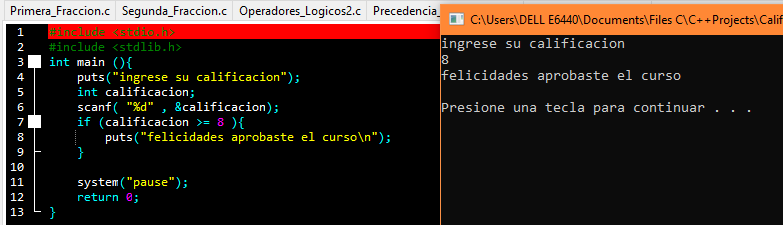 Primera_Fraccion.c Segunda_Fraccion.c Operadores_Logicos2.c Precedencia_
1 #include <stdio.h>
2 #include <stdlib.h>
3 int main (){
4 puts("ingrese su calificacion");
5 int calificacion;
6 scanf( "%d" , &calificacion);
7 if (calificacion >= 8 ){
8 puts("felicidades aprobaste el curso\n");
9 }
10
11 system("pause");
12 return 0;
13 }
C:\Users\DELL E6440\Documents\Files C\C++Projects\Calif
ingrese su calificacion
8
felicidades aprobaste el curso
Presione una tecla para continuar . . .